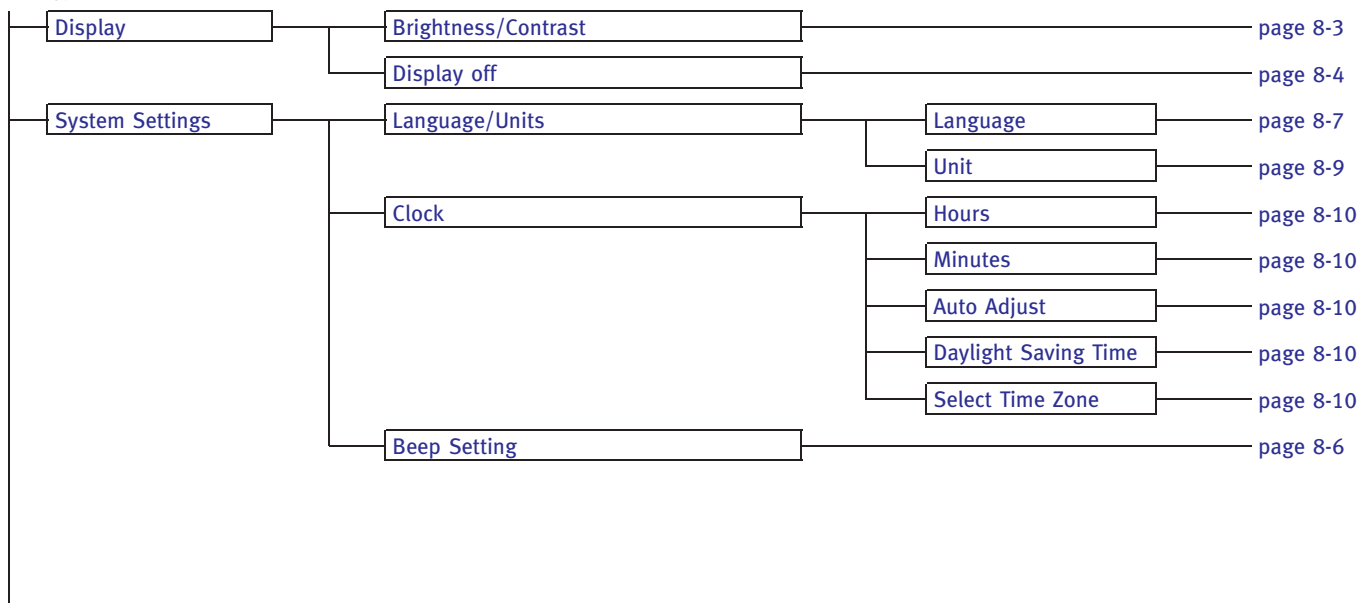 Display Brightness/Contrast page 8-3
Display off page 8-4
System Settings Language/Units Language page 8-7
Unit page 8-9
Clock Hours page 8-10
Minutes page 8-10
Auto Adjust page 8-10
Daylight Saving Time page 8-10
Select Time Zone page 8-10
Beep Setting page 8-6